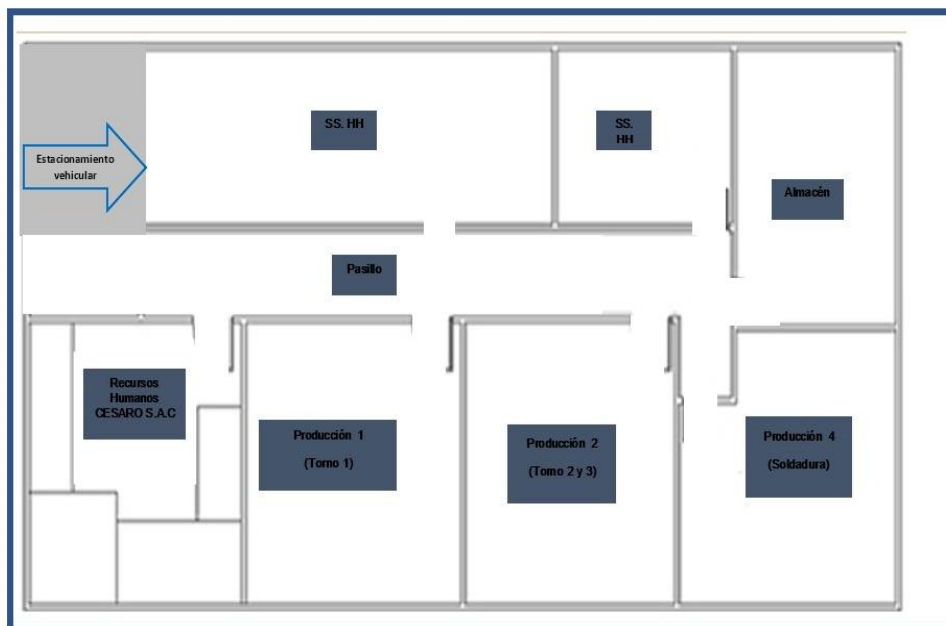 SS. HH
SS.
HH
Estacionamiento
vehicular
Almacén
Pasillo
Recursos
Humanos
CESARO S.A.C
Producción 1
(Torno 1)
Producción 2
(Torno 2 y 3)
Producción 4
(Soldadura)